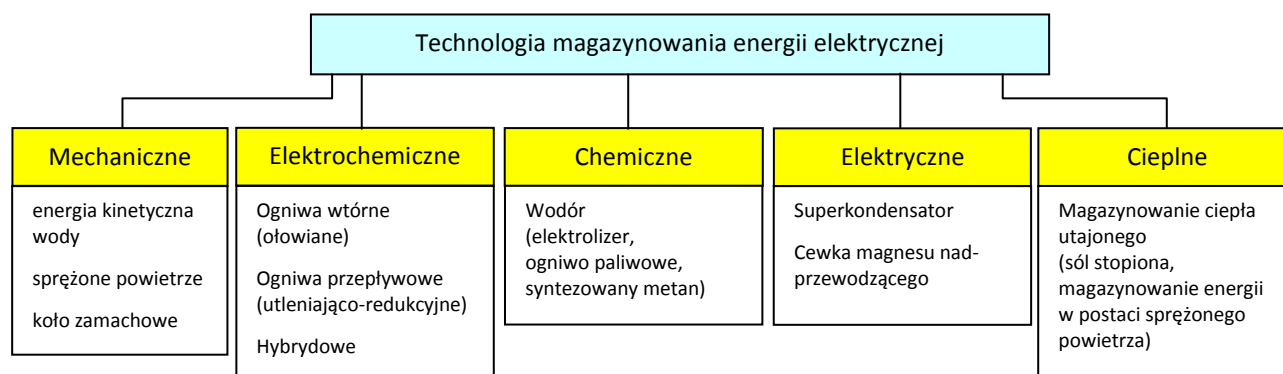 Technologia magazynowania energii elektrycznej
Mechaniczne
energia kinetyczna
wody
sprężone powietrze
koło zamachowe
Elektrochemiczne
Ogniwa wtórne
(ołowiane)
Ogniwa przepływowe
(utleniająco-redukcyjne)
Hybrydowe
Chemiczne
Wodór
(elektrolizer,
ogniwo paliwowe,
syntezowany metan)
Elektryczne
Superkondensator
Cewka magnesu nad-
przewodzącego
Cieplne
Magazynowanie ciepła
utajonego
(sól stopiona,
magazynowanie energii
w postaci sprężonego
powietrza)